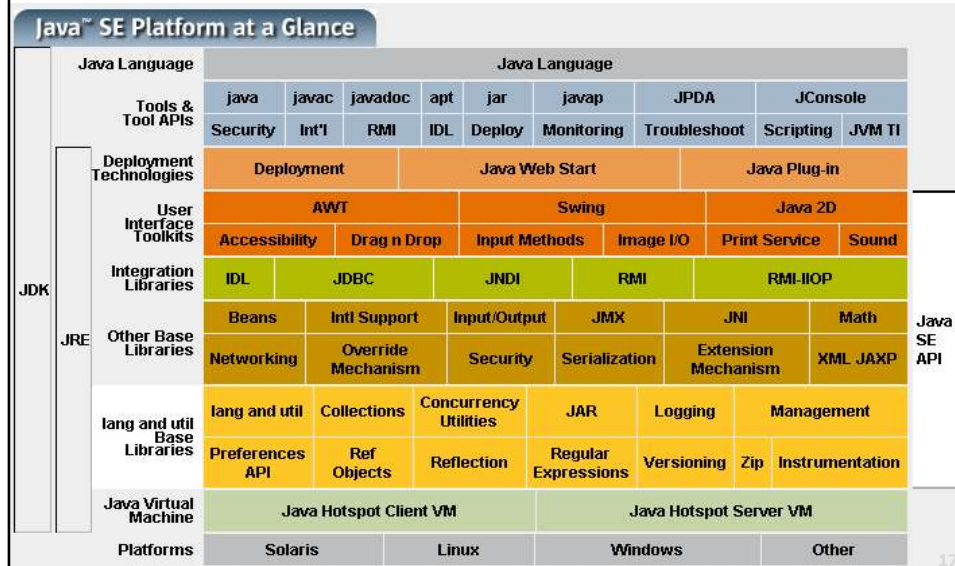 Java™ SE Platform at a Glance
Java Language
Java Language
Tools &
Tool APIs
java javac javadoc apt jar javap JPDA JConsole
Security Int'l RMI IDL Deploy Monitoring Troubleshoot Scripting JVM TI
Deployment
Technologies
Deployment Java Web Start Java Plug-in
User
Interface
Toolkits
AWT Swing Java 2D
Accessibility Drag n Drop Input Methods Image I/O Print Service Sound
Integration
Libraries
IDL JDBC JNDI RMI RMI-IIOP
JDK
JRE
Other Base
Libraries
Beans Intl Support Input/Output JMX JNI Math
Networking Override
Mechanism Security Serialization Extension
Mechanism XML JAXP
Java
SE
API
lang and util
Base
Libraries
lang and util Collections Concurrency
Utilities JAR Logging Management
Preferences
API Ref
Objects Reflection Regular
Expressions Versioning Zip Instrumentation
Java Virtual
Machine
Java Hotspot Client VM Java Hotspot Server VM
Platforms
Solaris Linux Windows Other
17